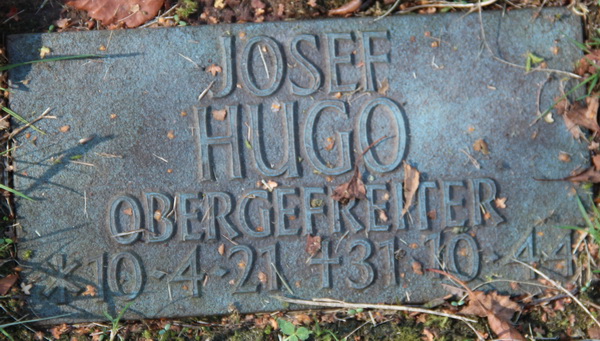 JOSEF
HUGO
OBERGEFREITER
*10·4·21 +31·10·44